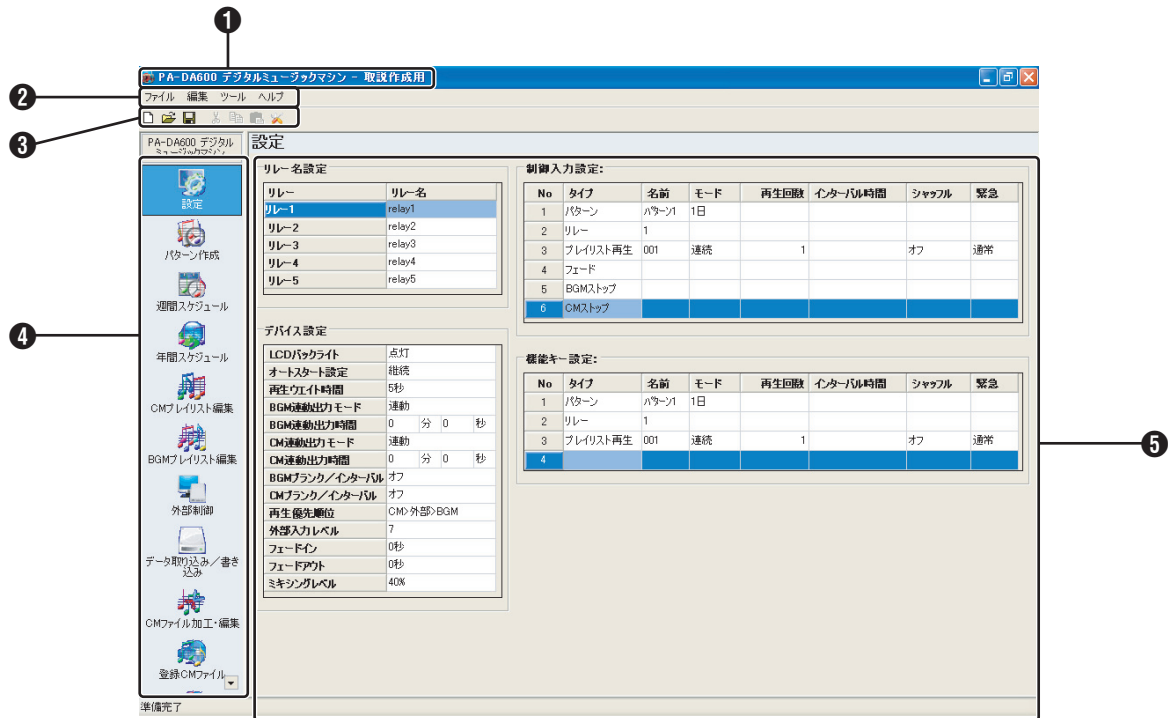 ❶
PA-DA600 デジタルミュージックマシン - 取説作成用
❷
ファイル 編集 ツール ヘルプ
❸
PA-DA600 デジタル
ミュージックマシン
設定
❹
設定
パターン作成
週間スケジュール
年間スケジュール
CMプレイリスト編集
BGMプレイリスト編集
外部制御
データ取り込み／書き
込み
CMファイル加工・編集
登録CMファイル
リレー名設定
リレー リレー名
リレー1 relay1
リレー2 relay2
リレー3 relay3
リレー4 relay4
リレー5 relay5
デバイス設定
LCDバックライト 点灯
オートスタート設定 継続
再生ウエイト時間 5秒
BGM連動出力モード 連動
BGM連動出力時間 0 分 0 秒
CM連動出力モード 連動
CM連動出力時間 0 分 0 秒
BGMブランク／インターバル オフ
CMブランク／インターバル オフ
再生優先順位 CM>外部>BGM
外部入力レベル 7
フェードイン 0秒
フェードアウト 0秒
ミキシングレベル 40%
制御入力設定:
No タイプ 名前 モード 再生回数 インターバル時間 シャッフル 緊急
1 パターン パターン1 1日
2 リレー 1
3 プレイリスト再生 001 連続 1 オフ 通常
4 フェード
5 BGMストップ
6 CMストップ
機能キー設定:
No タイプ 名前 モード 再生回数 インターバル時間 シャッフル 緊急
1 パターン パターン1 1日
2 リレー 1
3 プレイリスト再生 001 連続 1 オフ 通常
4
❺
準備完了